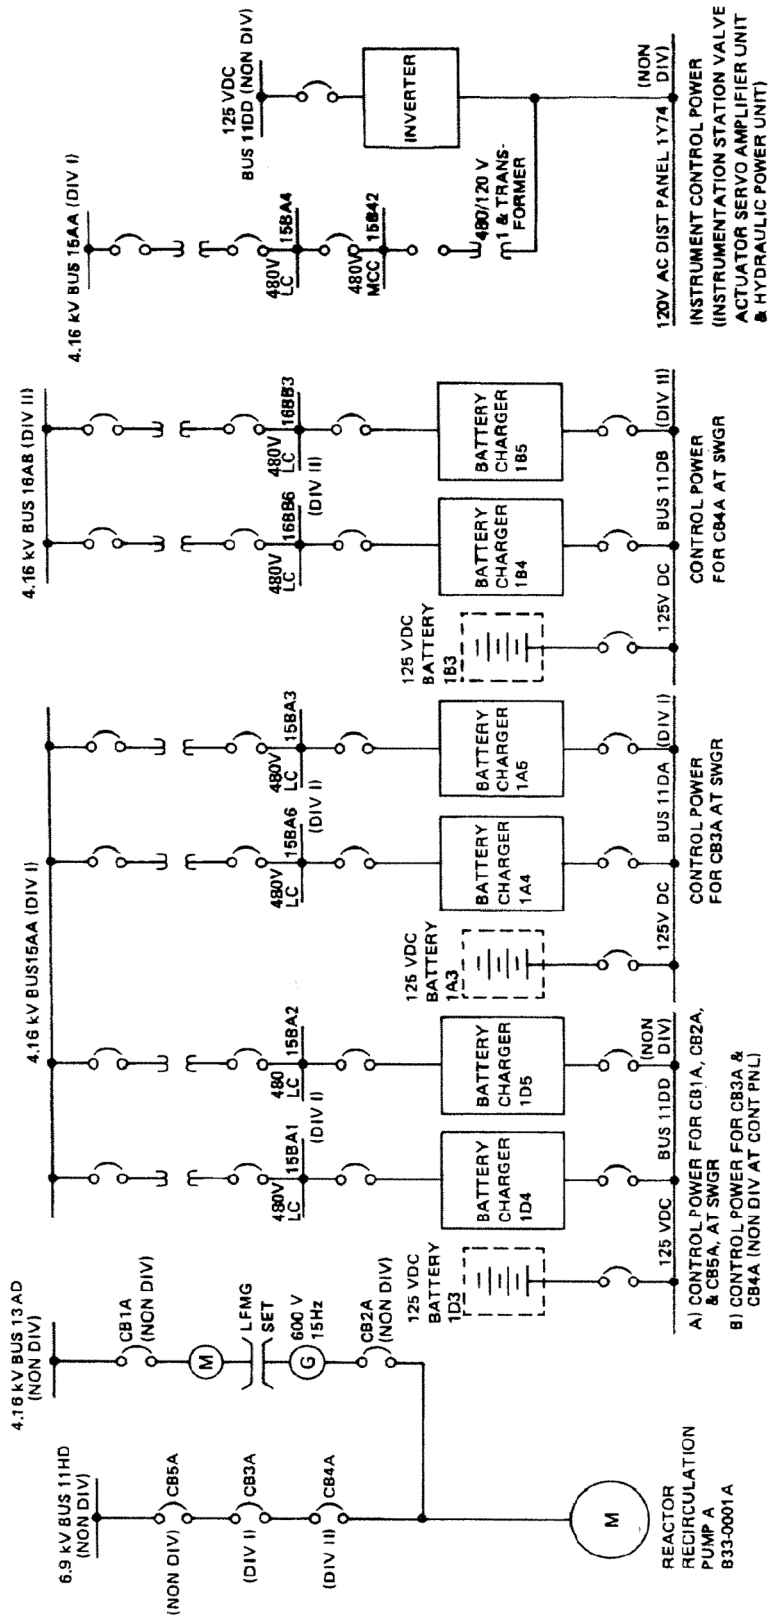 6.9 kV BUS 11HD
(NON DIV)
CB5A
(NON DIV)
CB3A
(DIV I)
CB4A
(DIV II)
M
REACTOR
RECIRCULATION
PUMP A
B33-0001A
4.16 kV BUS 13 AD
(NON DIV)
CB1A
(NON DIV)
M
LFMG
SET
G
600 V
15Hz
CB2A
(NON DIV)
4.16 kV BUS15AA (DIV I)
480V
LC
15BA1
(DIV I)
480
LC
15BA2
125 VDC
BATTERY
1D3
BATTERY
CHARGER
1D4
BATTERY
CHARGER
1D5
125 VDC
BUS 11DD
(NON
DIV)
A) CONTROL POWER FOR CB1A, CB2A,
& CB5A, AT SWGR
B) CONTROL POWER FOR CB3A &
CB4A (NON DIV AT CONT PNL)
480V
LC
15BA6
(DIV I)
480V
LC
15BA3
125 VDC
BATTERY
1A3
BATTERY
CHARGER
1A4
BATTERY
CHARGER
1A5
125V DC
BUS 11DA
(DIV I)
CONTROL POWER
FOR CB3A AT SWGR
4.16 kV BUS 16AB (DIV II)
480V
LC
16BB6
(DIV II)
480V
LC
16BB3
125 VDC
BATTERY
1B3
BATTERY
CHARGER
1B4
BATTERY
CHARGER
1B5
125V DC
BUS 11DB
(DIV II)
CONTROL POWER
FOR CB4A AT SWGR
4.16 kV BUS 15AA (DIV I)
480V
LC
15BA4
480V
MCC
15B42
480/120 V
1 & TRANS-
FORMER
125 VDC
BUS 11DD (NON DIV)
INVERTER
120V AC DIST PANEL 1Y74
(NON
DIV)
INSTRUMENT CONTROL POWER
(INSTRUMENTATION STATION VALVE
ACTUATOR SERVO AMPLIFIER UNIT
& HYDRAULIC POWER UNIT)